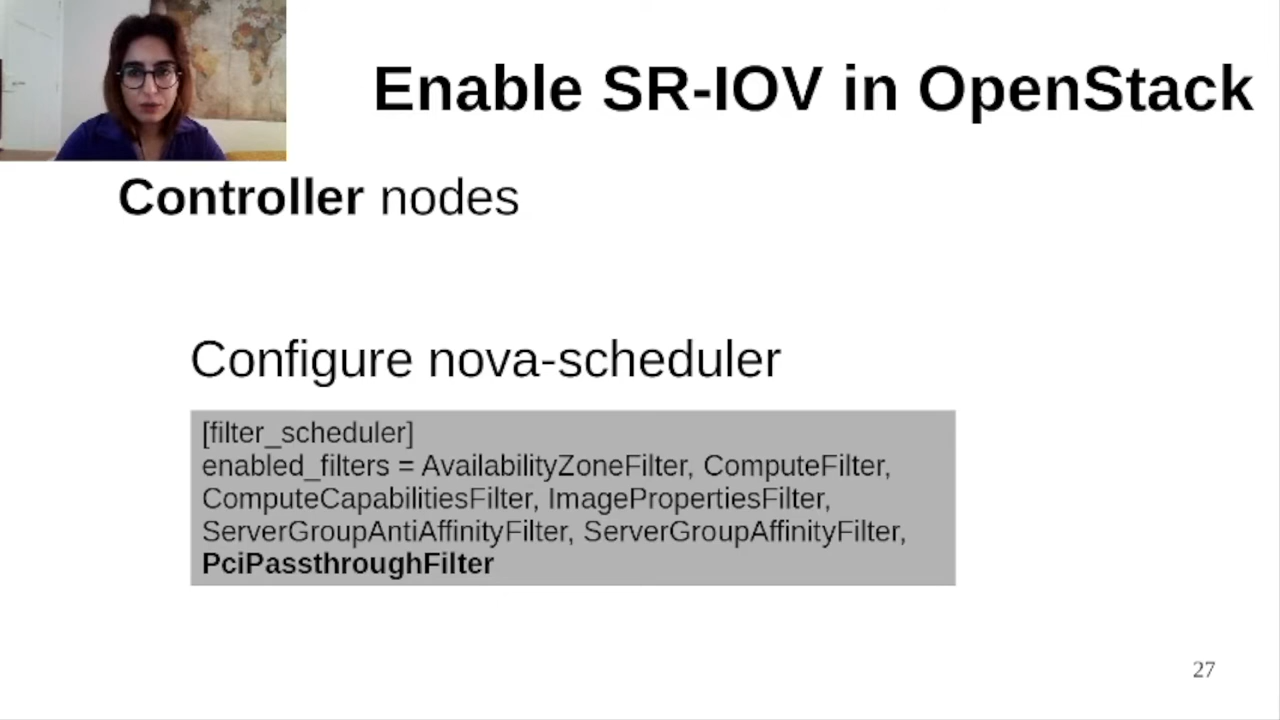 Enable SR-IOV in OpenStack
Controller nodes
Configure nova-scheduler
[filter_scheduler]
enabled_filters = AvailabilityZoneFilter, ComputeFilter,
ComputeCapabilitiesFilter, ImagePropertiesFilter,
ServerGroupAntiAffinityFilter, ServerGroupAffinityFilter,
PciPassthroughFilter
27